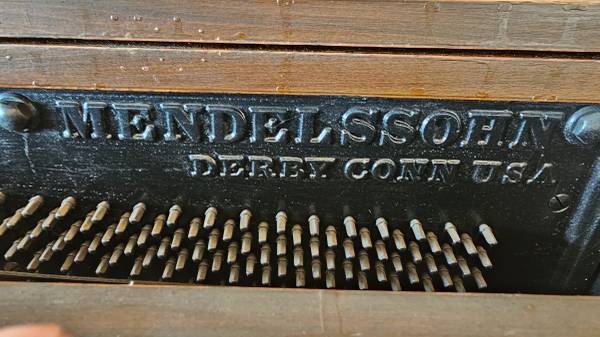 MENDELSSOHN
DERBY CONN USA